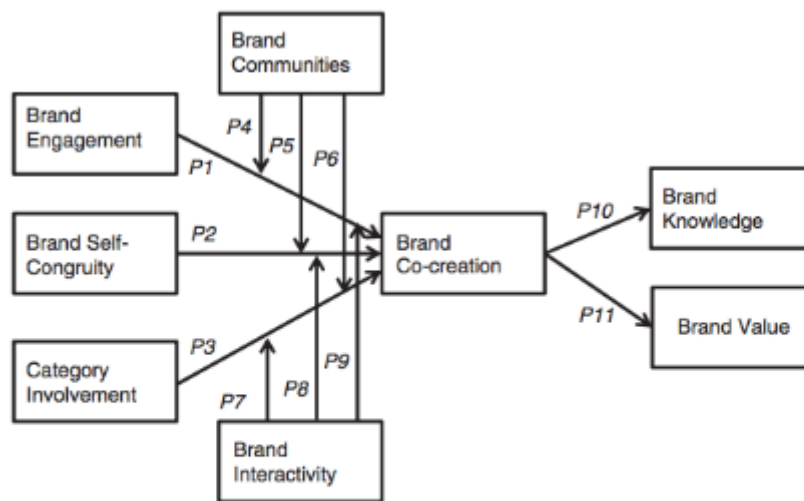 Brand
Communities
Brand
Engagement
P4
P5
P6
P1
Brand Self-
Congruity
P2
Brand
Co-creation
P10
Brand
Knowledge
P11
Brand Value
Category
Involvement
P3
P7
P8
P9
Brand
Interactivity